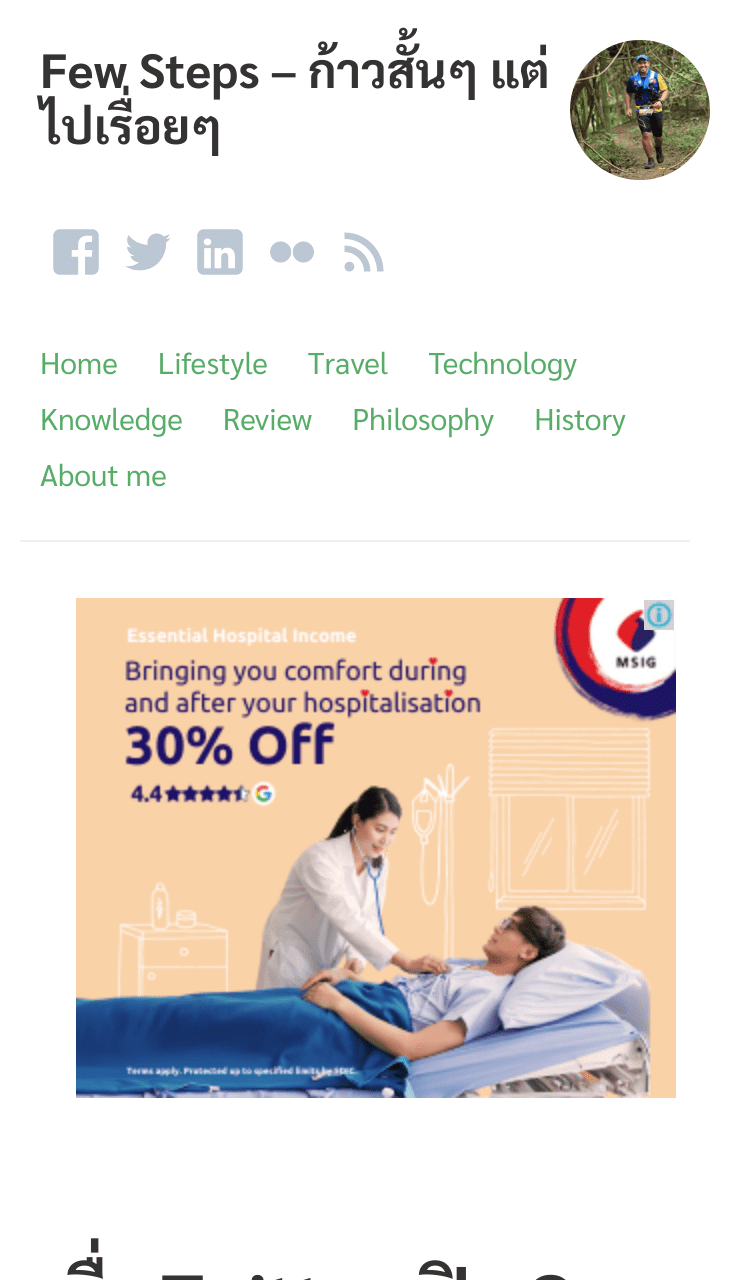 Few Steps – ก้าวสั้นๆ แต่
ไปเรื่อยๆ
Home Lifestyle Travel Technology
Knowledge Review Philosophy History
About me
Essential Hospital Income
MSIG
Bringing you comfort during
and after your hospitalisation
30% Off
4.4
Terms apply. Protected up to specified limits by SDIC.